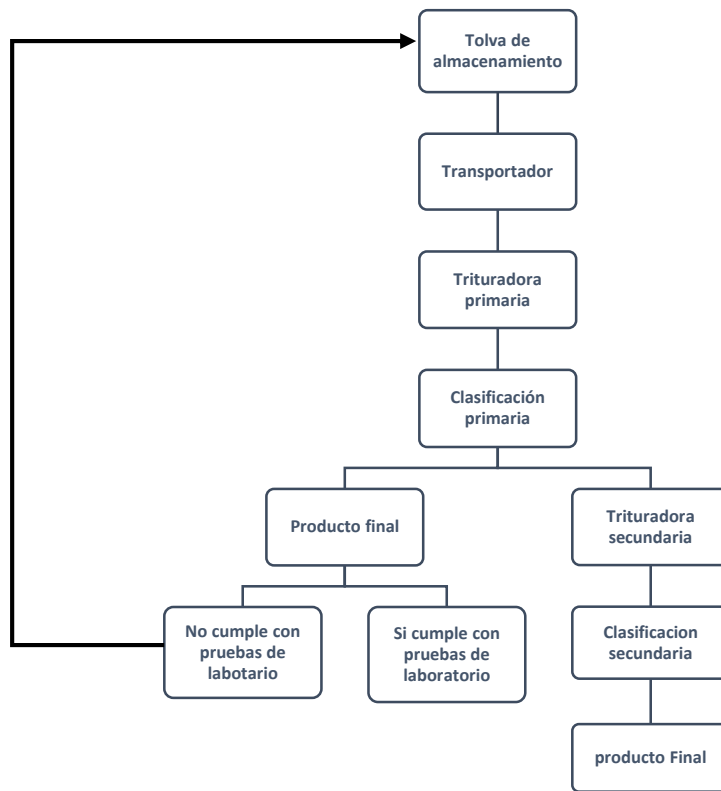 Tolva de
almacenamiento
Transportador
Trituradora
primaria
Clasificación
primaria
Producto final
Trituradora
secundaria
No cumple con
pruebas de
labotario
Si cumple con
pruebas de
laboratorio
Clasificacion
secundaria
producto Final